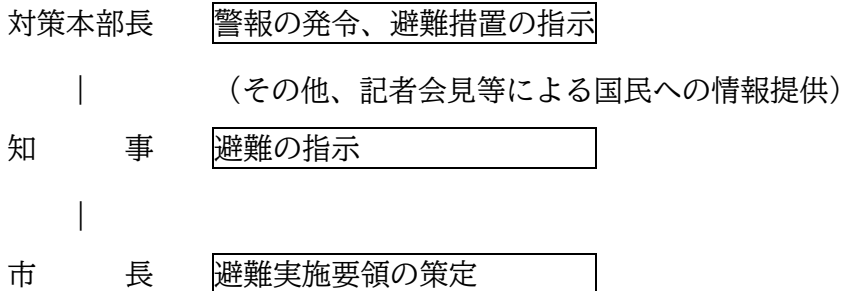 対策本部長 警報の発令、避難措置の指示
| （その他、記者会見等による国民への情報提供）
知 事 避難の指示
|
市 長 避難実施要領の策定